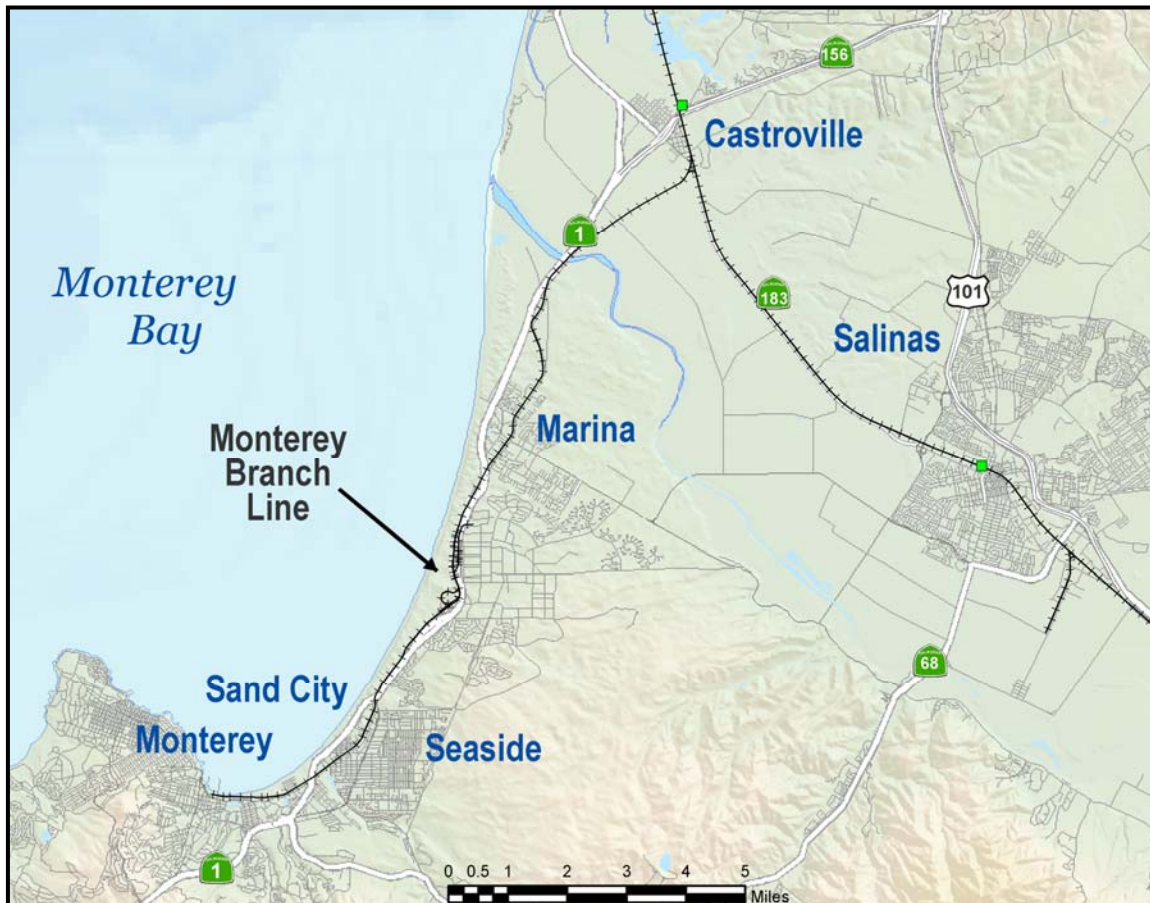 156
Castroville
1
Monterey
Bay
183
101
Salinas
Marina
Monterey
Branch
Line
68
Sand City
Monterey
Seaside
1
0 0.5 1 2 3 4 5
Miles